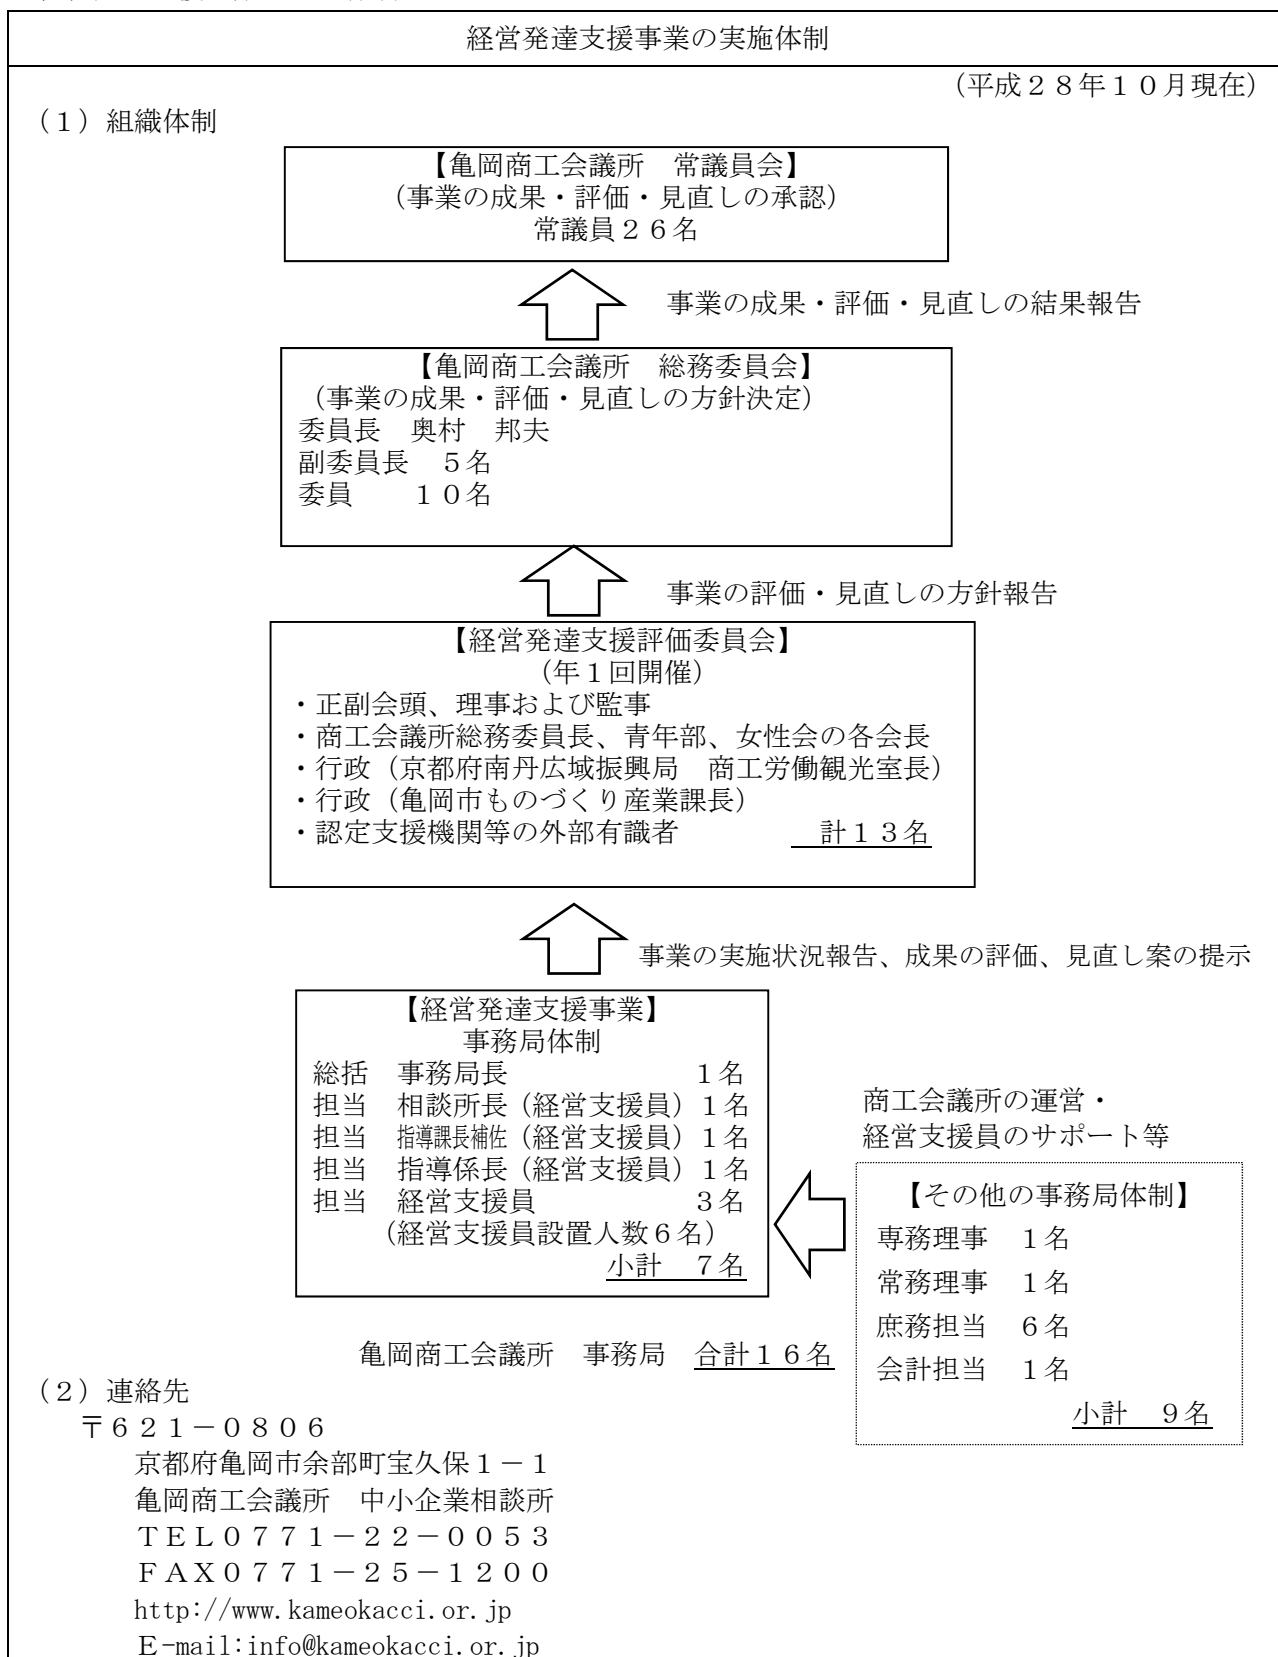 経営発達支援事業の実施体制
（平成２８年１０月現在）
（１）組織体制
【亀岡商工会議所　常議員会】
（事業の成果・評価・見直しの承認）
常議員２６名
事業の成果・評価・見直しの結果報告
【亀岡商工会議所　総務委員会】
（事業の成果・評価・見直しの方針決定）
委員長　奥村　邦夫
副委員長　５名
委員　　１０名
事業の評価・見直しの方針報告
【経営発達支援評価委員会】
（年１回開催）
・正副会頭、理事および監事
・商工会議所総務委員長、青年部、女性会の各会長
・行政（京都府南丹広域振興局　商工労働観光室長）
・行政（亀岡市ものづくり産業課長）
・認定支援機関等の外部有識者　　　　計１３名
事業の実施状況報告、成果の評価、見直し案の提示
【経営発達支援事業】
事務局体制
総括　事務局長　　　　　　　１名
担当　相談所長（経営支援員）１名
担当　指導課長補佐（経営支援員）１名
担当　指導係長（経営支援員）１名
担当　経営支援員　　　　　　３名
（経営支援員設置人数６名）
小計　７名
商工会議所の運営・
経営支援員のサポート等
【その他の事務局体制】
専務理事　１名
常務理事　１名
庶務担当　６名
会計担当　１名
小計　９名
亀岡商工会議所　事務局　合計１６名
（２）連絡先
〒６２１－０８０６
京都府亀岡市余部町宝久保１－１
亀岡商工会議所　中小企業相談所
ＴＥＬ０７７１－２２－００５３
ＦＡＸ０７７１－２５－１２００
http://www.kameokacci.or.jp
Ｅ-mail:info@kameokacci.or.jp